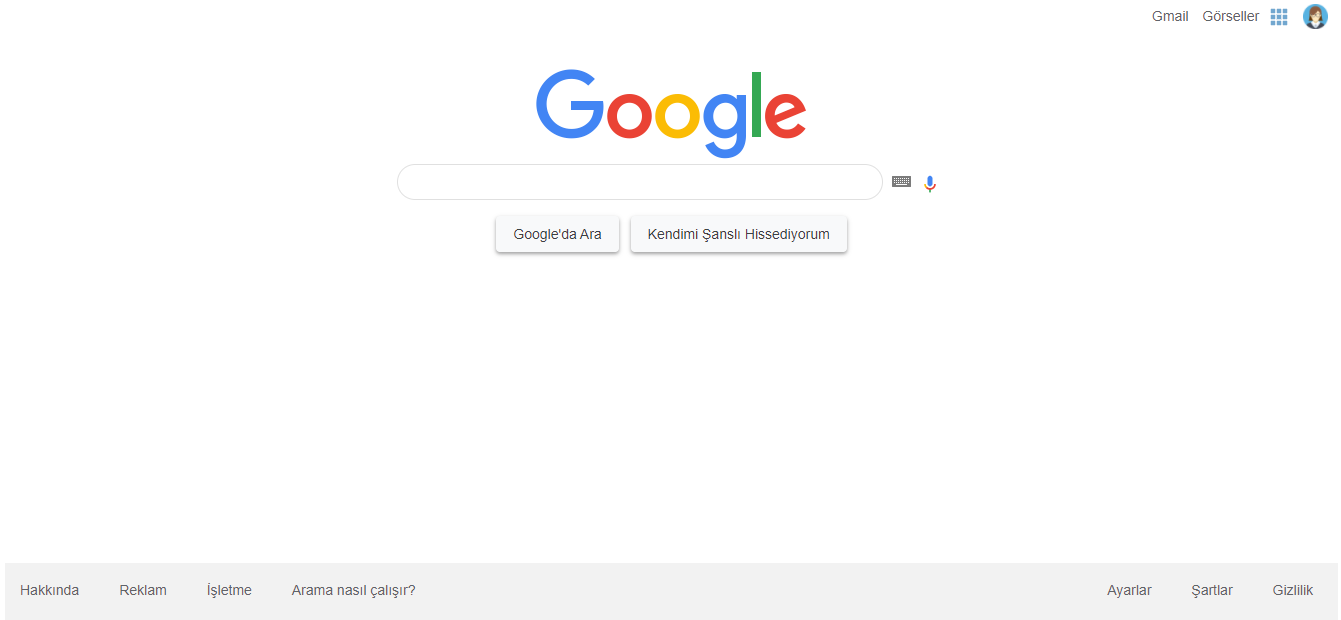 Gmail Görseller
Google
Google'da Ara Kendimi Şanslı Hissediyorum
Hakkında Reklam İşletme Arama nasıl çalışır? Ayarlar Şartlar Gizlilik